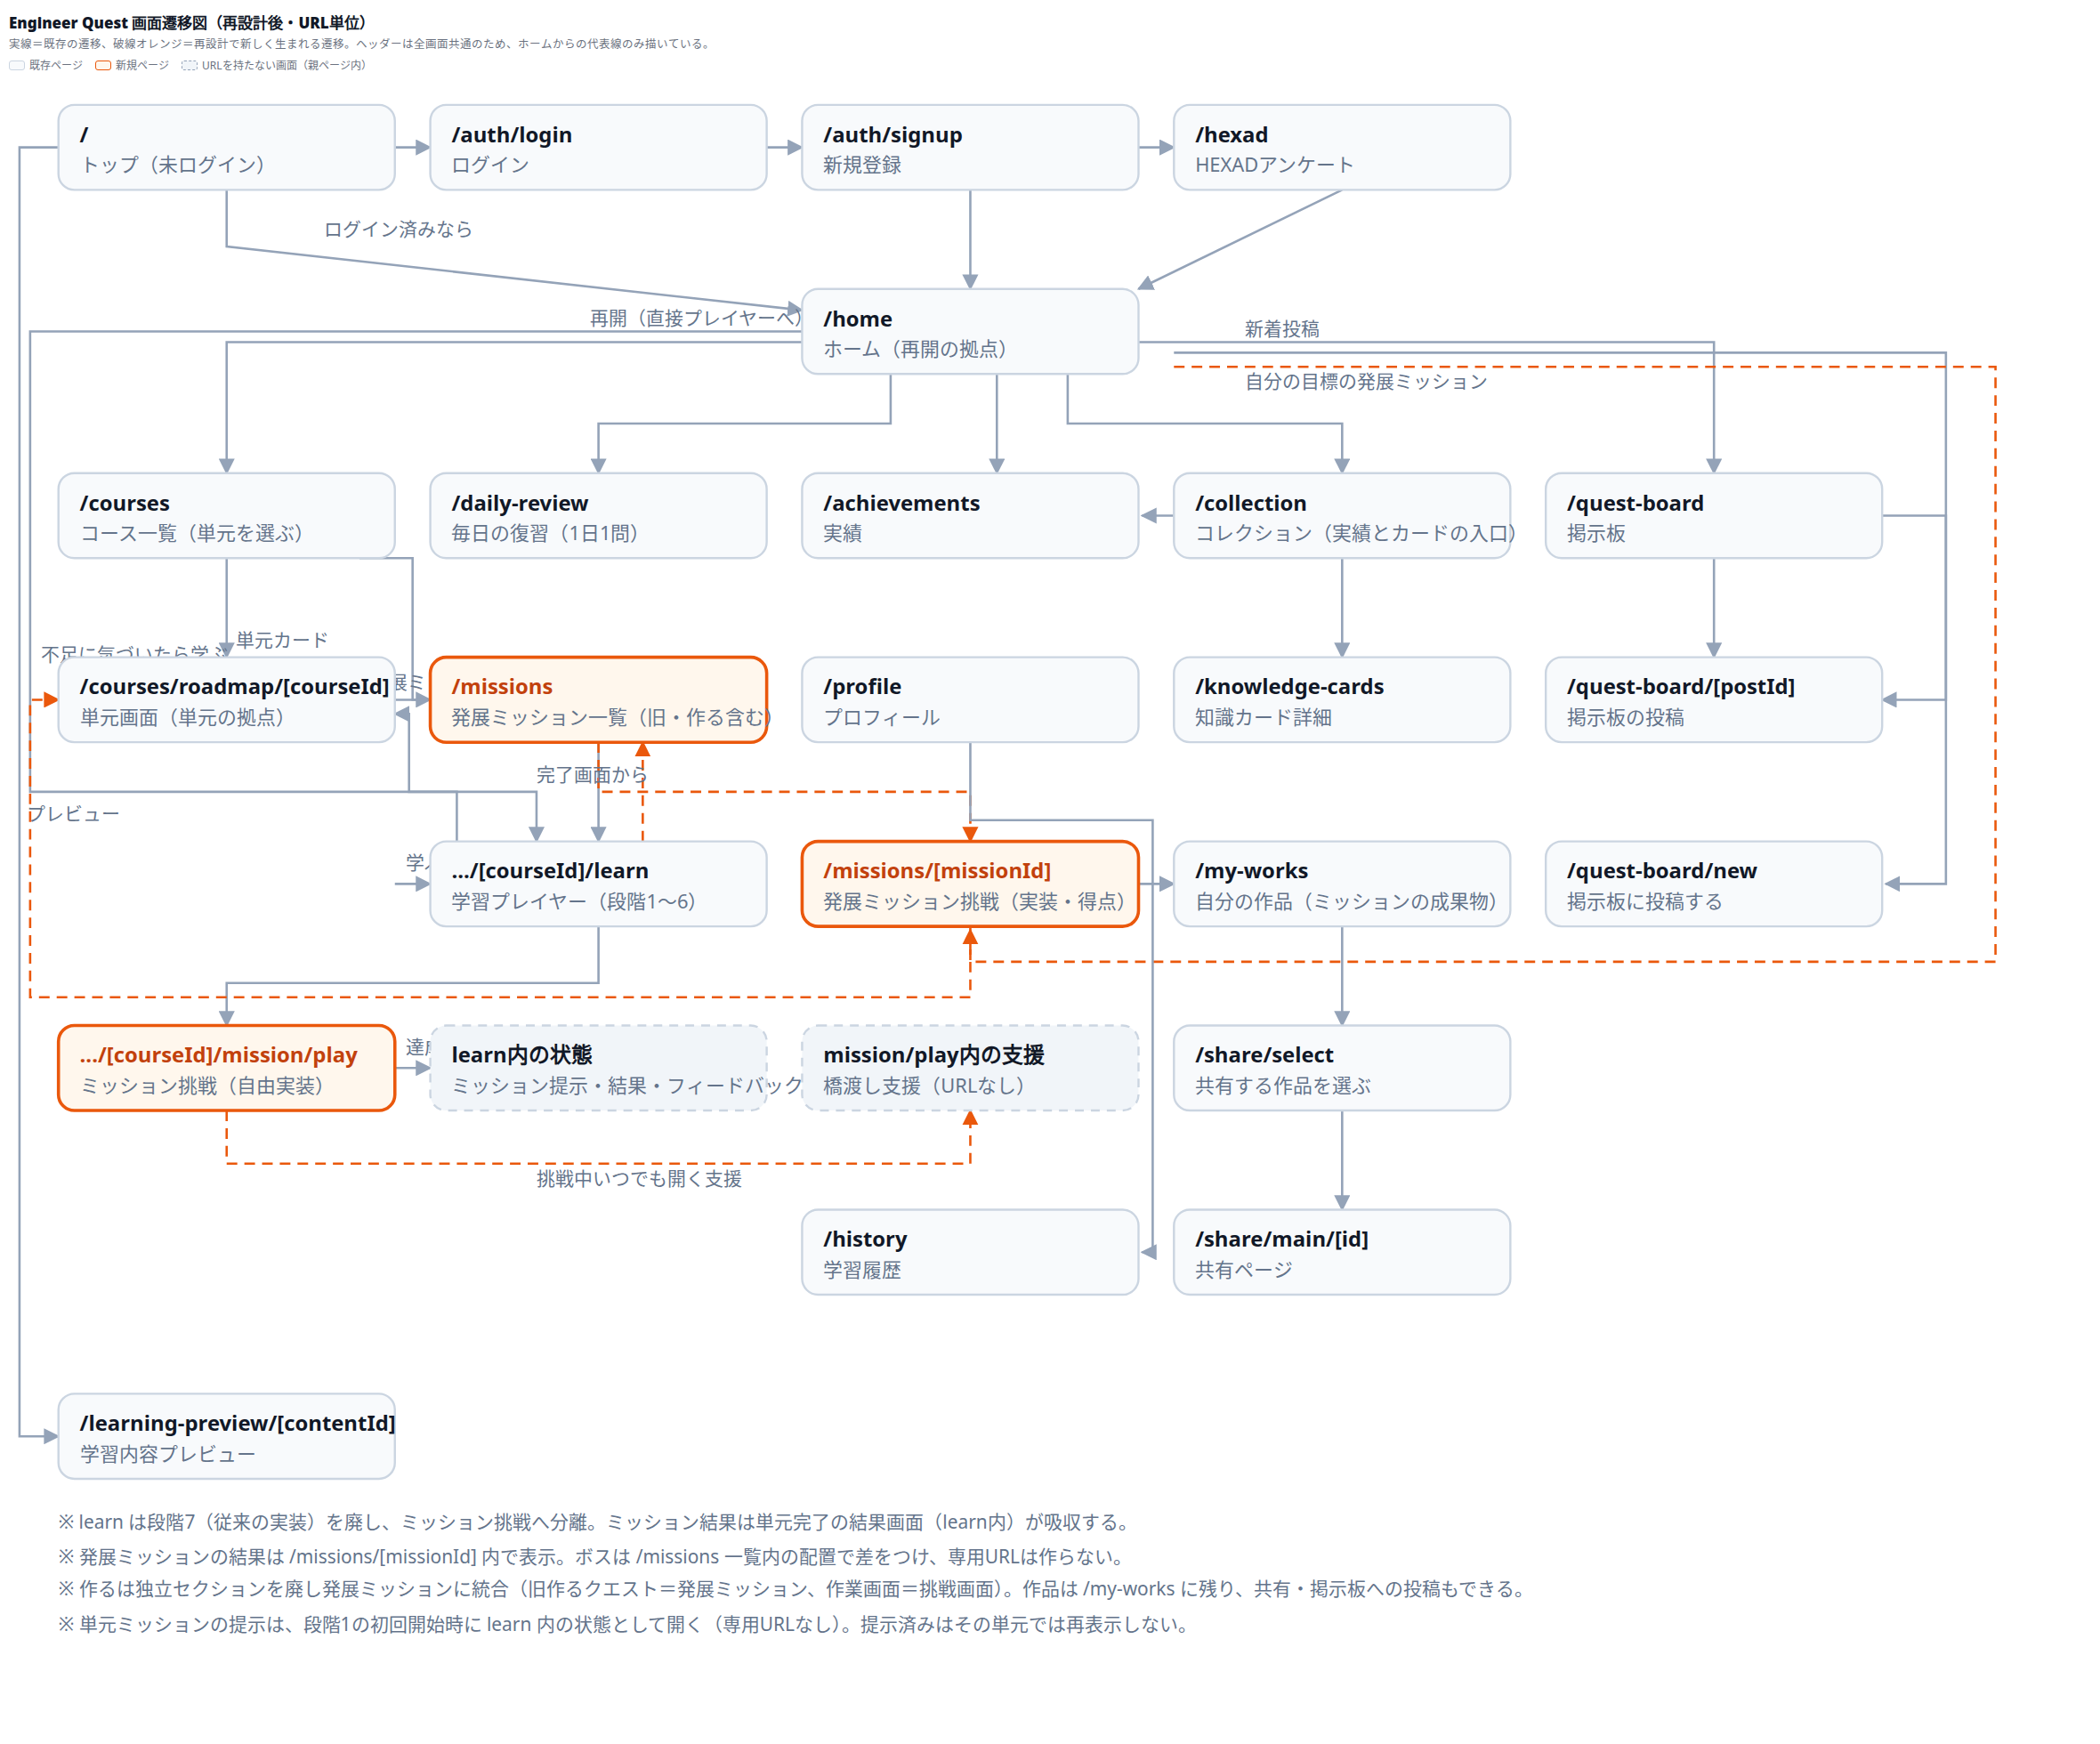 Engineer Quest 画面遷移図（再設計後・URL単位）
実線＝既存の遷移、破線オレンジ＝再設計で新しく生まれる遷移。ヘッダーは全画面共通のため、ホームからの代表線のみ描いている。
既存ページ 新規ページ URLを持たない画面（親ページ内）
/
トップ（未ログイン）
/auth/login
ログイン
/auth/signup
新規登録
/hexad
HEXADアンケート
ログイン済みなら
再開（直接プレイヤーへ）
/home
ホーム（再開の拠点）
新着投稿
自分の目標の発展ミッション
/courses
コース一覧（単元を選ぶ）
/daily-review
毎日の復習（1日1問）
/achievements
実績
/collection
コレクション（実績とカードの入口）
/quest-board
掲示板
単元カード
不足に気づいたら学ぶ
/courses/roadmap/[courseId]
単元画面（単元の拠点）
展ミ
/missions
発展ミッション一覧（旧・作る含む）
/profile
プロフィール
/knowledge-cards
知識カード詳細
/quest-board/[postId]
掲示板の投稿
完了画面から
プレビュー
学
.../[courseId]/learn
学習プレイヤー（段階1～6）
/missions/[missionId]
発展ミッション挑戦（実装・得点）
/my-works
自分の作品（ミッションの成果物）
/quest-board/new
掲示板に投稿する
.../[courseId]/mission/play
ミッション挑戦（自由実装）
達
learn内の状態
ミッション提示・結果・フィードバック
mission/play内の支援
橋渡し支援（URLなし）
/share/select
共有する作品を選ぶ
挑戦中いつでも開く支援
/history
学習履歴
/share/main/[id]
共有ページ
/learning-preview/[contentId]
学習内容プレビュー
※ learn は段階7（従来の実装）を廃し、ミッション挑戦へ分離。ミッション結果は単元完了の結果画面（learn内）が吸収する。
※ 発展ミッションの結果は /missions/[missionId] 内で表示。ボスは /missions 一覧内の配置で差をつけ、専用URLは作らない。
※ 作るは独立セクションを廃し発展ミッションに統合（旧作るクエスト＝発展ミッション、作業画面＝挑戦画面）。作品は /my-works に残り、共有・掲示板への投稿もできる。
※ 単元ミッションの提示は、段階1の初回開始時に learn 内の状態として開く（専用URLなし）。提示済みはその単元では再表示しない。